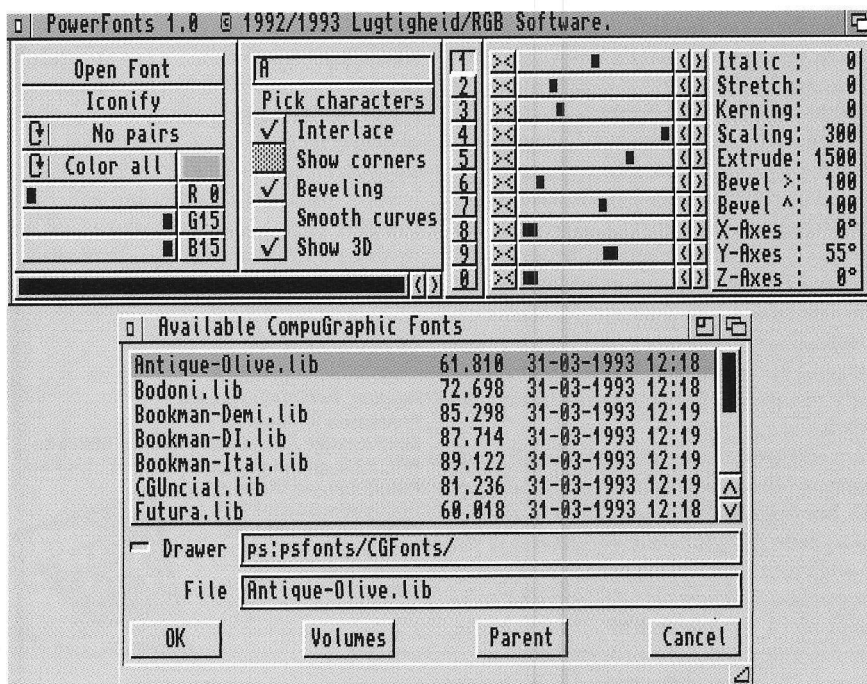 PowerFonts 1.0 © 1992/1993 Lugtigheid/RGB Software.
Open Font
Iconify
No pairs
Color all
R 0
G15
B15
A
Pick characters
Interlace
Show corners
Beveling
Smooth curves
Show 3D
1
2
3
4
5
6
7
8
9
0
Italic : 0
Stretch: 0
Kerning: 0
Scaling: 300
Extrude: 1500
Bevel >: 100
Bevel ^: 100
X-Axes : 0°
Y-Axes : 55°
Z-Axes : 0°
Available CompuGraphic Fonts
Antique-Olive.lib 61.810 31-03-1993 12:18
Bodoni.lib 72.698 31-03-1993 12:18
Bookman-Demi.lib 85.298 31-03-1993 12:19
Bookman-DI.lib 87.714 31-03-1993 12:19
Bookman-Ital.lib 89.122 31-03-1993 12:19
CGUncial.lib 81.236 31-03-1993 12:19
Futura.lib 60.018 31-03-1993 12:18
Drawer ps:psfonts/CGFonts/
File Antique-Olive.lib
OK Volumes Parent Cancel